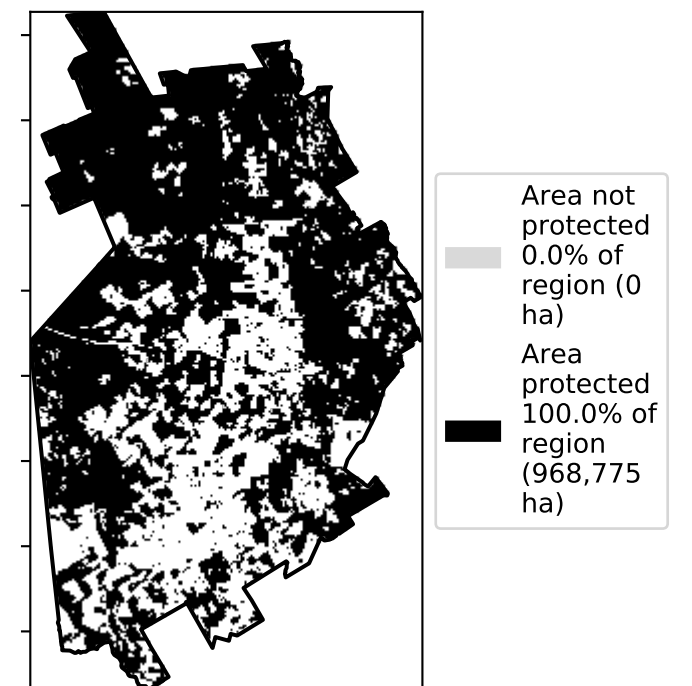 Area not
protected
0.0% of
region (0
ha)
Area
protected
100.0% of
region
(968,775
ha)